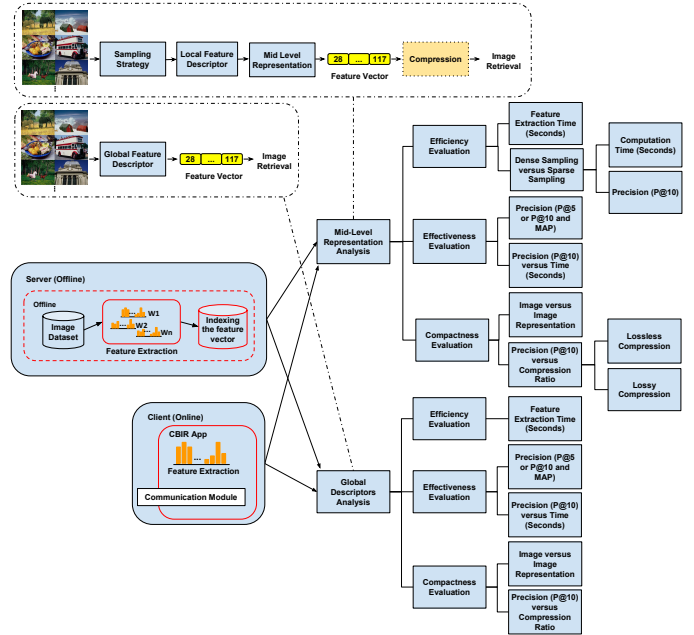 Sampling
Strategy
Local Feature
Descriptor
Mid Level
Representation
28 ... 117
Feature Vector
Compression
Image
Retrieval
Global Feature
Descriptor
28 ... 117
Feature Vector
Image
Retrieval
Server (Offline)
Offline
Image
Dataset
W1
...
W2
...
Wn
Feature Extraction
Indexing
the feature
vector
Client (Online)
CBIR App
...
Feature Extraction
Communication Module
Mid-Level
Representation
Analysis
Efficiency
Evaluation
Feature
Extraction Time
(Seconds)
Dense Sampling
versus Sparse
Sampling
Computation
Time (Seconds)
Precision (P@10)
Effectiveness
Evaluation
Precision (P@5
or P@10 and
MAP)
Precision (P@10)
versus Time
(Seconds)
Compactness
Evaluation
Image versus
Image
Representation
Precision (P@10)
versus
Compression
Ratio
Lossless
Compression
Lossy
Compression
Global
Descriptors
Analysis
Efficiency
Evaluation
Feature
Extraction Time
(Seconds)
Effectiveness
Evaluation
Precision (P@5
or P@10 and
MAP)
Precision (P@10)
versus Time
(Seconds)
Compactness
Evaluation
Image versus
Image
Representation
Precision (P@10)
versus
Compression
Ratio